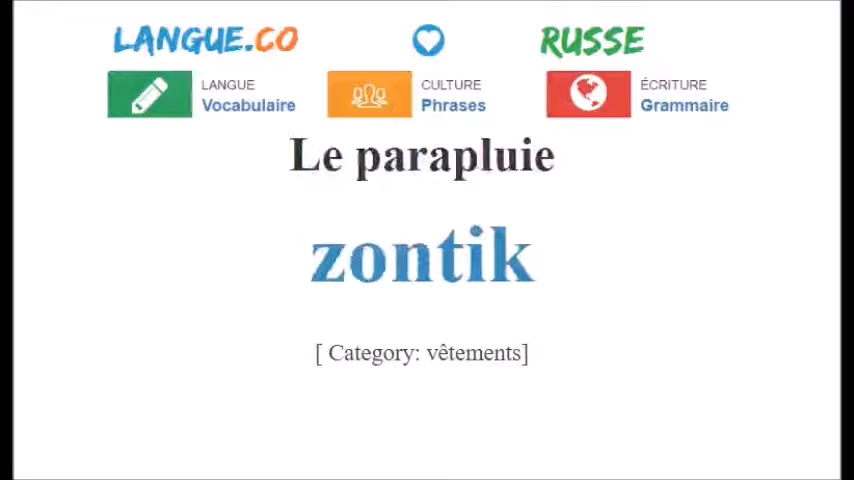 LANGUE.CO
RUSSE
LANGUE
Vocabulaire
CULTURE
Phrases
ÉCRITURE
Grammaire
Le parapluie
zontik
[ Category: vêtements]